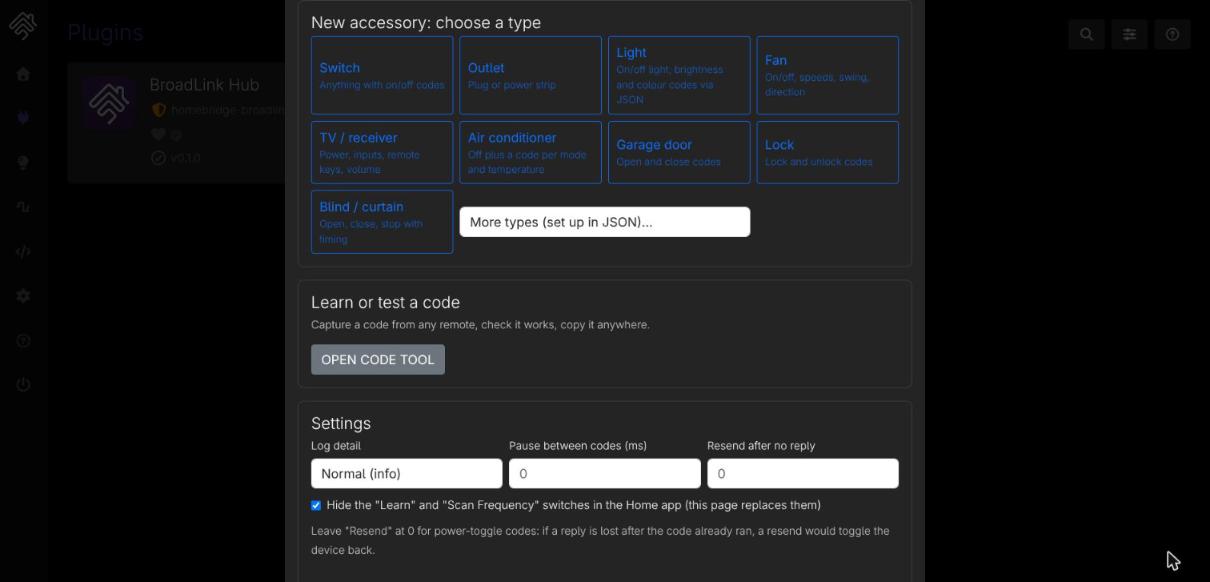 Plugins
BroadLink Hub
homebridge-broadlin
v0.1.0
New accessory: choose a type
Switch
Anything with on/off codes
Outlet
Plug or power strip
Light
On/off light, brightness
and colour codes via
JSON
Fan
On/off, speeds, swing,
direction
TV / receiver
Power, inputs, remote
keys, volume
Air conditioner
Off plus a code per mode
and temperature
Garage door
Open and close codes
Lock
Lock and unlock codes
Blind / curtain
Open, close, stop with
timing
More types (set up in JSON)...
Learn or test a code
Capture a code from any remote, check it works, copy it anywhere.
OPEN CODE TOOL
Settings
Log detail
Pause between codes (ms)
Resend after no reply
Normal (info)
0
0
Hide the "Learn" and "Scan Frequency" switches in the Home app (this page replaces them)
Leave "Resend" at 0 for power-toggle codes: if a reply is lost after the code already ran, a resend would toggle the
device back.